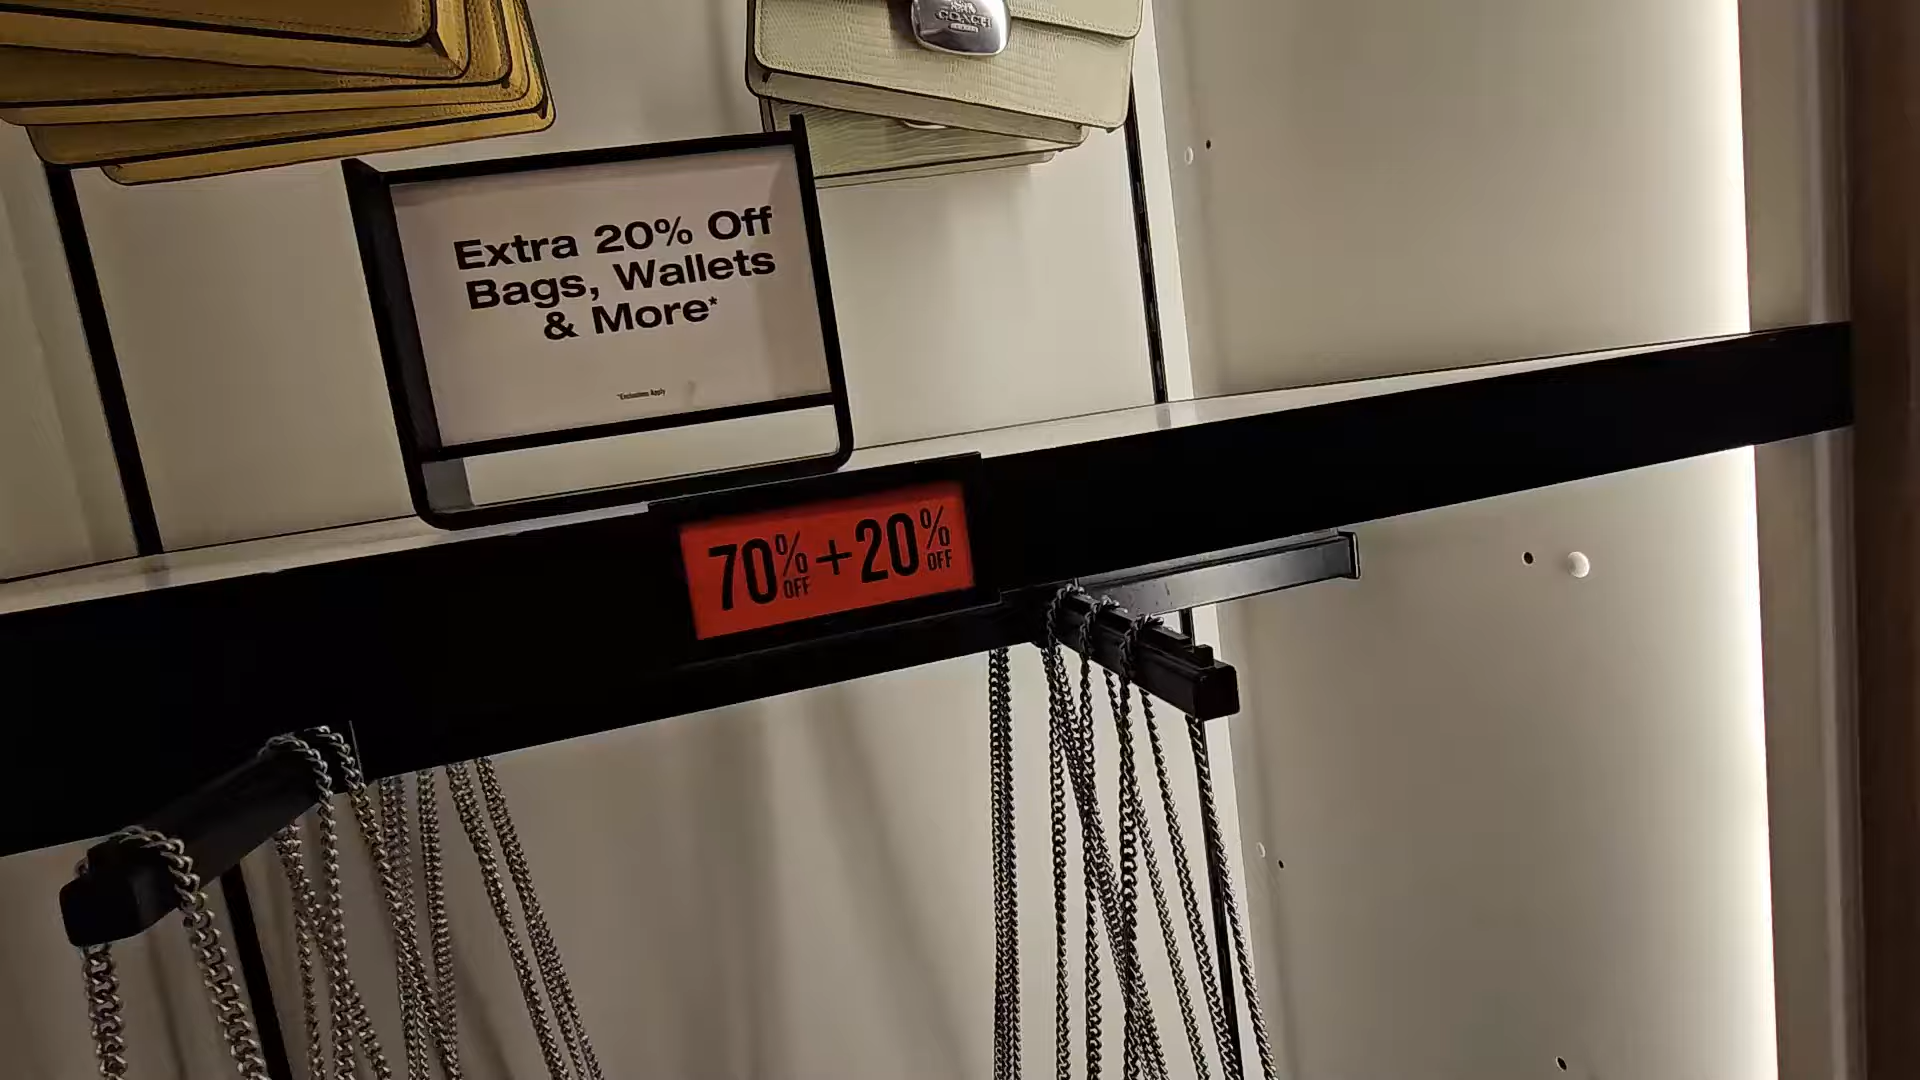 COACH
Extra 20% Off
Bags, Wallets
& More*
*Exclusions Apply
70% OFF + 20% OFF